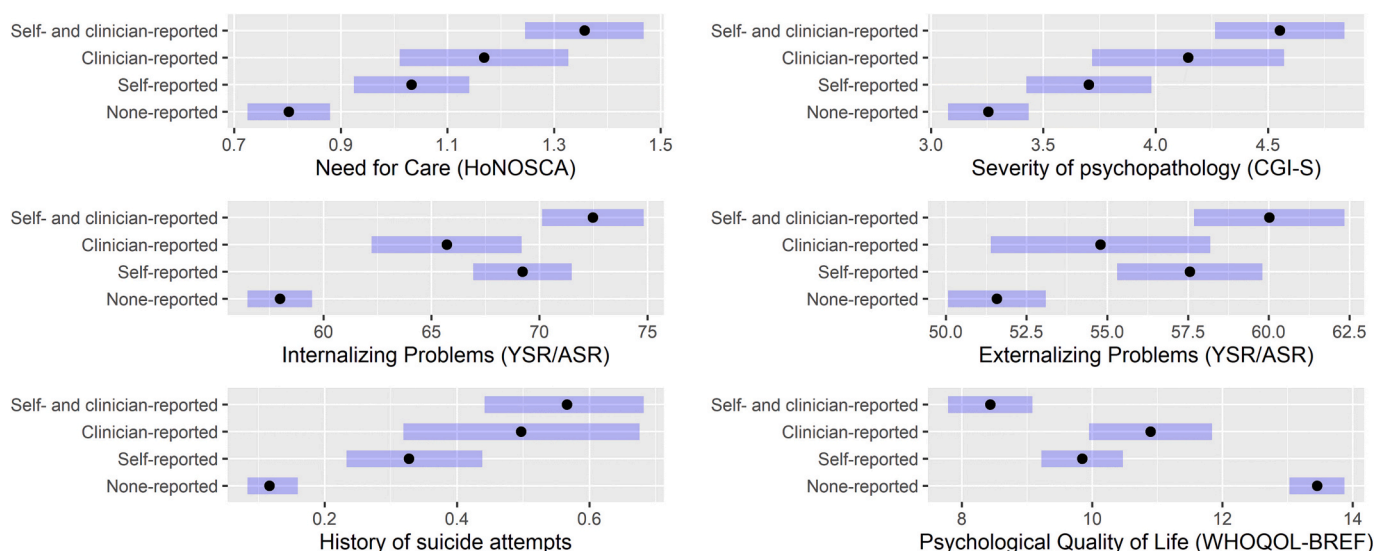 Self- and clinician-reported
Clinician-reported
Self-reported
None-reported
0.7 0.9 1.1 1.3 1.5
Need for Care (HoNOSCA)
Self- and clinician-reported
Clinician-reported
Self-reported
None-reported
3.0 3.5 4.0 4.5
Severity of psychopathology (CGI-S)
Self- and clinician-reported
Clinician-reported
Self-reported
None-reported
60 65 70 75
Internalizing Problems (YSR/ASR)
Self- and clinician-reported
Clinician-reported
Self-reported
None-reported
50.0 52.5 55.0 57.5 60.0 62.5
Externalizing Problems (YSR/ASR)
Self- and clinician-reported
Clinician-reported
Self-reported
None-reported
0.2 0.4 0.6
History of suicide attempts
Self- and clinician-reported
Clinician-reported
Self-reported
None-reported
8 10 12 14
Psychological Quality of Life (WHOQOL-BREF)